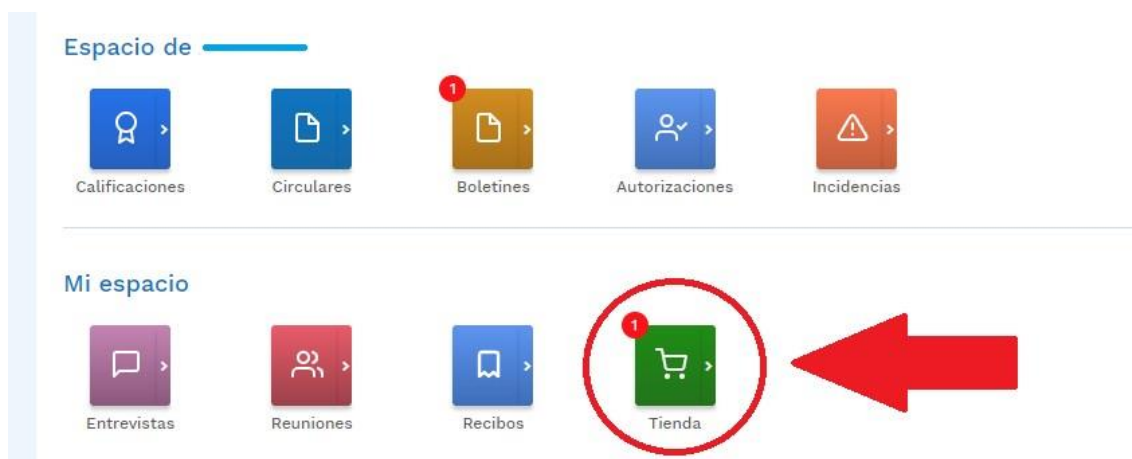 Espacio de
1
Calificaciones Circulares Boletines Autorizaciones Incidencias
Mi espacio
1
Entrevistas Reuniones Recibos Tienda